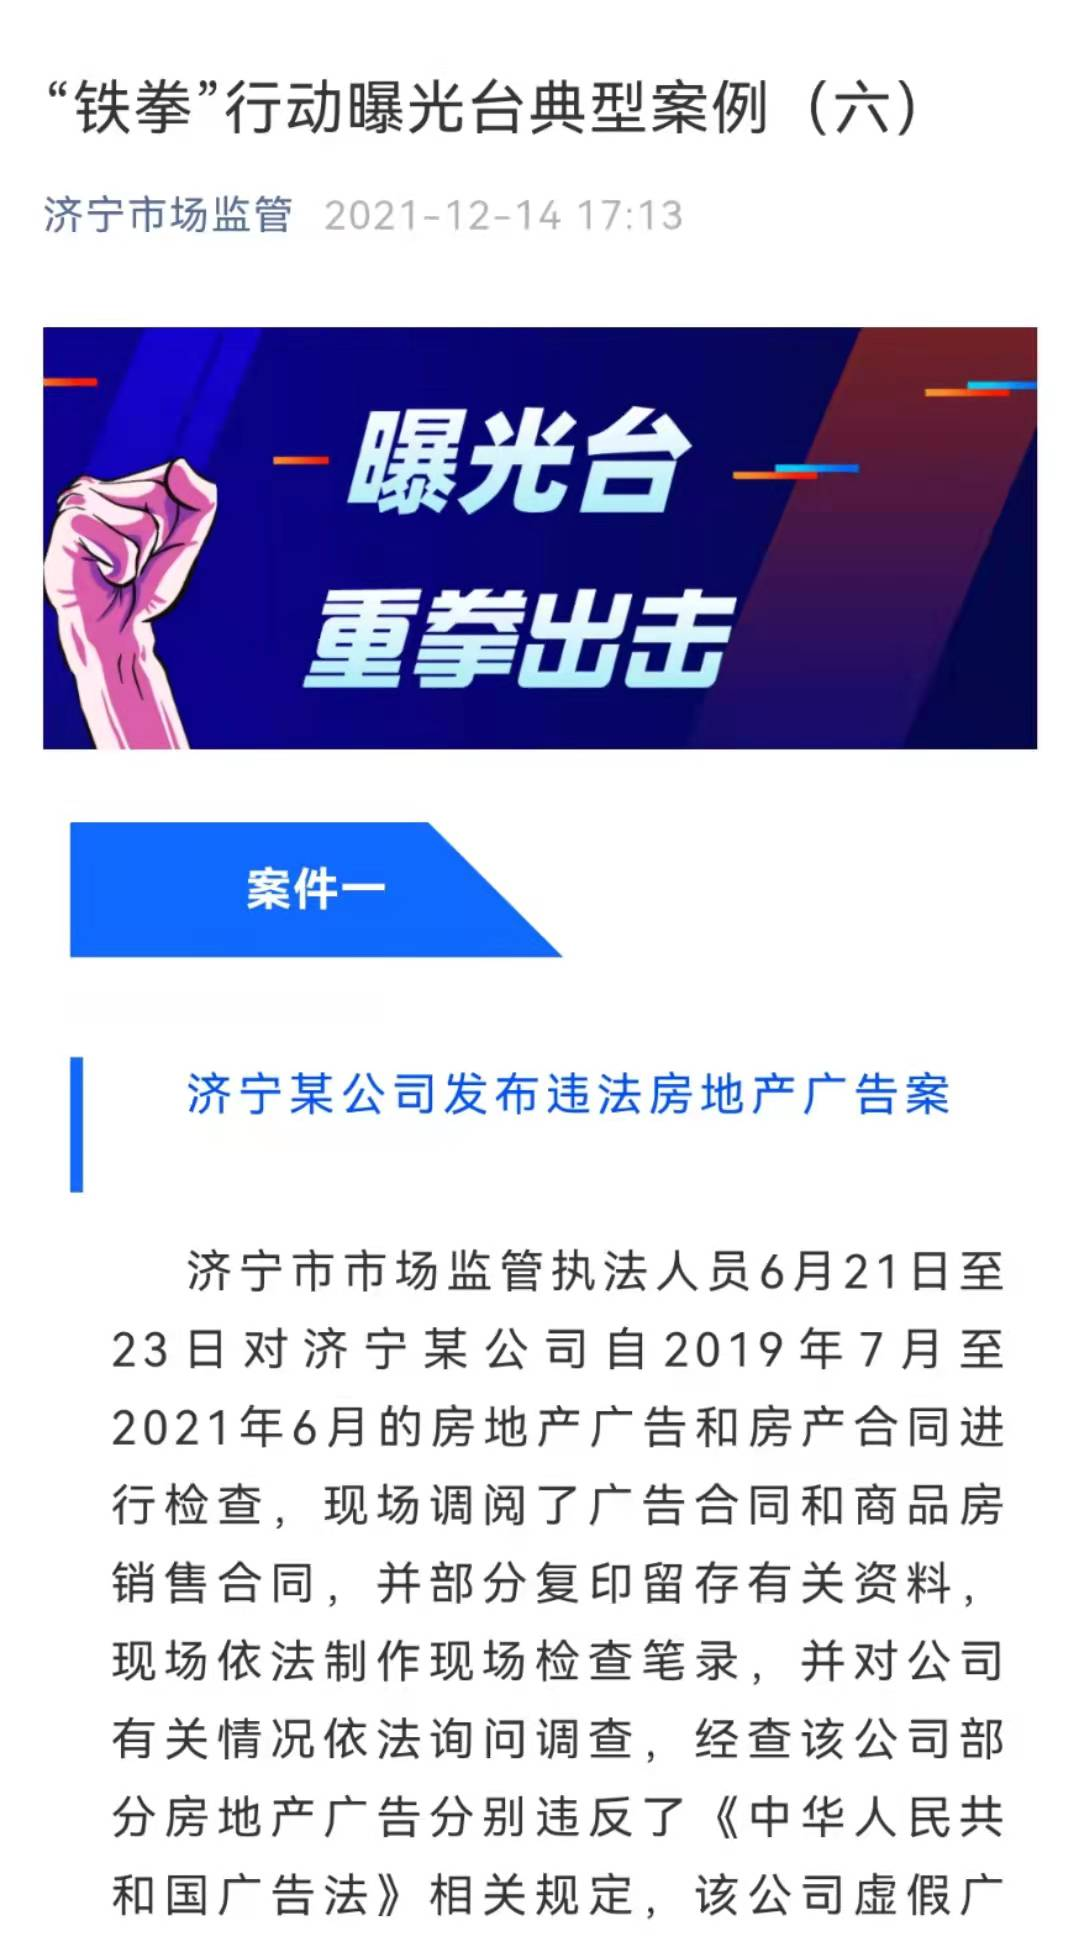 “铁拳”行动曝光台典型案例（六）
济宁市场监管 2021-12-14 17:13
曝光台
重拳出击
案件一
济宁某公司发布违法房地产广告案
济宁市市场监管执法人员6月21日至
23日对济宁某公司自2019年7月至
2021年6月的房地产广告和房产合同进
行检查，现场调阅了广告合同和商品房
销售合同，并部分复印留存有关资料，
现场依法制作现场检查笔录，并对公司
有关情况依法询问调查，经查该公司部
分房地产广告分别违反了《中华人民共
和国广告法》相关规定，该公司虚假广